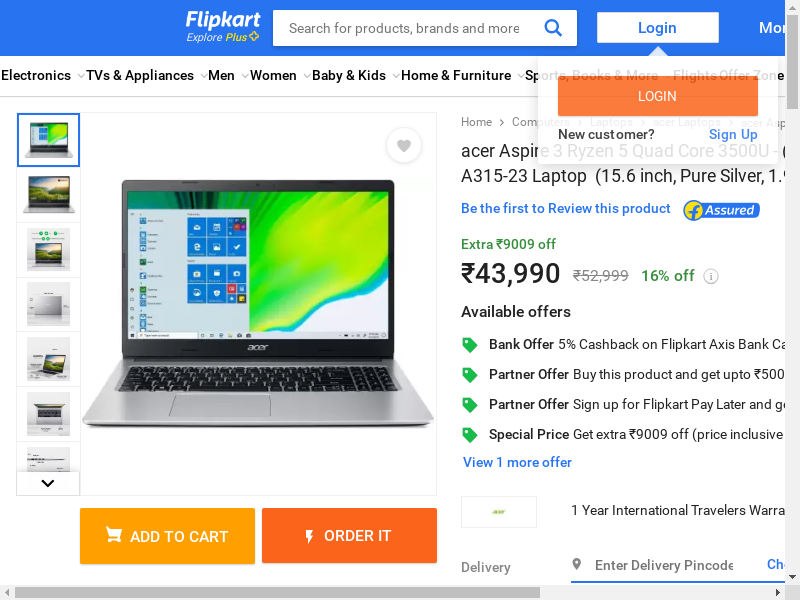 Flipkart
Explore Plus
Search for products, brands and more
Login
Electronics
TVs & Appliances
Men
Women
Baby & Kids
Home & Furniture
Sports, Books & More
Flights
Offer Zone
LOGIN
New customer?
Sign Up
Home
Computers
Laptops
acer Laptops
acer Aspire 3 Ryzen 5 Quad Core 3500U - (
A315-23 Laptop (15.6 inch, Pure Silver, 1.9
Be the first to Review this product
Assured
Extra ₹9009 off
₹43,990 ₹52,999 16% off
Available offers
Bank Offer 5% Cashback on Flipkart Axis Bank
Partner Offer Buy this product and get upto ₹500
Partner Offer Sign up for Flipkart Pay Later and
Special Price Get extra ₹9009 off (price inclusive
View 1 more offer
acer
acer
1 Year International Travelers
ADD TO CART
ORDER IT
Delivery
Enter Delivery Pincode